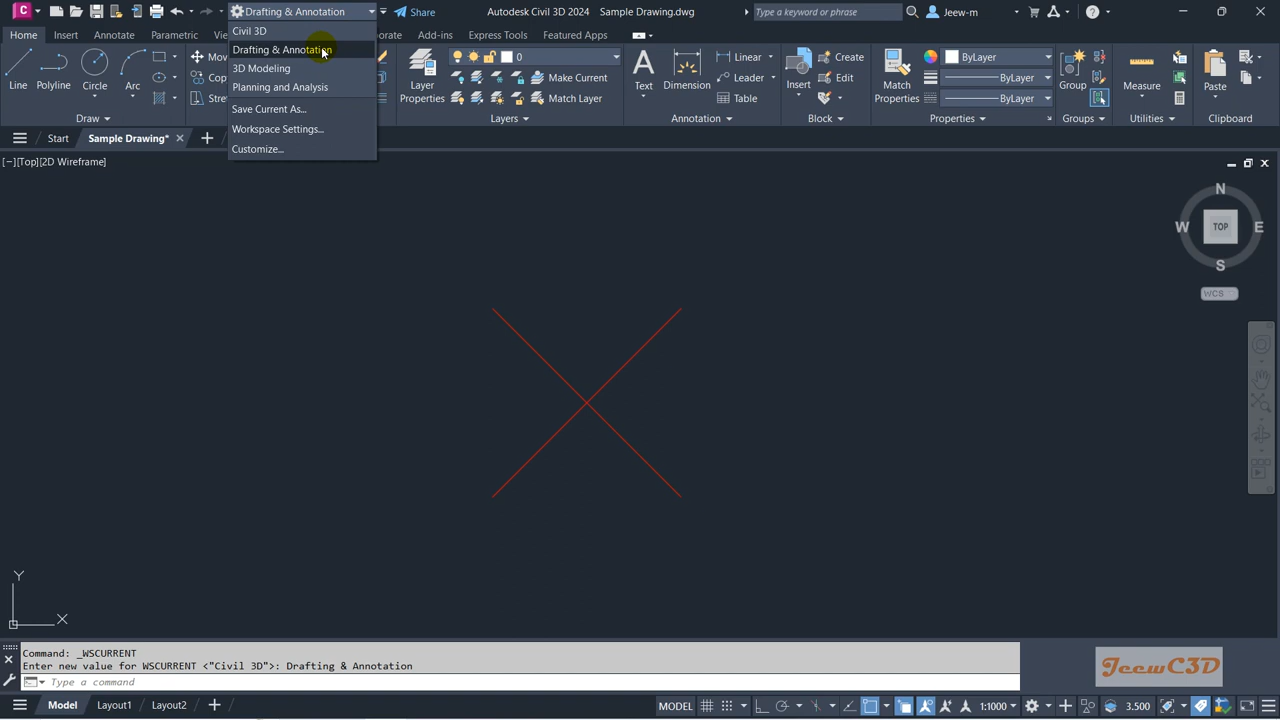 Drafting & Annotation
Share
Autodesk Civil 3D 2024 Sample Drawing.dwg
Type a keyword or phrase
Jeew-m
Home Insert Annotate Parametric
Add-ins Express Tools Featured Apps
Civil 3D
Drafting & Annotation
3D Modeling
Planning and Analysis
Save Current As...
Workspace Settings...
Customize...
Line Polyline Circle Arc
Draw
Layer Properties
0
Make Current
Match Layer
Layers
Text Dimension
Linear
Leader
Table
Annotation
Insert
Create
Edit
Block
Match Properties
ByLayer
ByLayer
ByLayer
Properties
Group
Groups
Measure
Utilities
Paste
Clipboard
Start Sample Drawing*
[−][Top][2D Wireframe]
N
W TOP E
S
WCS
Y
X
Command: _WSCURRENT
Enter new value for WSCURRENT <"Civil 3D">: Drafting & Annotation
Type a command
JeewC3D
Model Layout1 Layout2
MODEL 1:1000 3.500